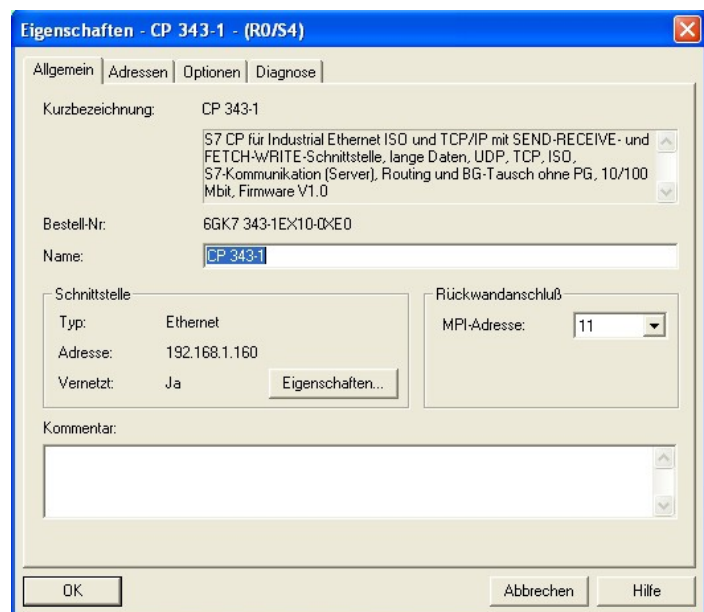 Eigenschaften - CP 343-1 - (R0/S4)
Allgemein Adressen Optionen Diagnose
Kurzbezeichnung: CP 343-1
S7 CP für Industrial Ethernet ISO und TCP/IP mit SEND-RECEIVE- und
FETCH-WRITE-Schnittstelle, lange Daten, UDP, TCP, ISO,
S7-Kommunikation (Server), Routing und BG-Tausch ohne PG, 10/100
Mbit, Firmware V1.0
Bestell-Nr: 6GK7 343-1EX10-0XE0
Name: CP 343-1
Schnittstelle
Typ: Ethernet
Adresse: 192.168.1.160
Vernetzt: Ja Eigenschaften...
Rückwandanschluß
MPI-Adresse: 11
Kommentar:
OK Abbrechen Hilfe